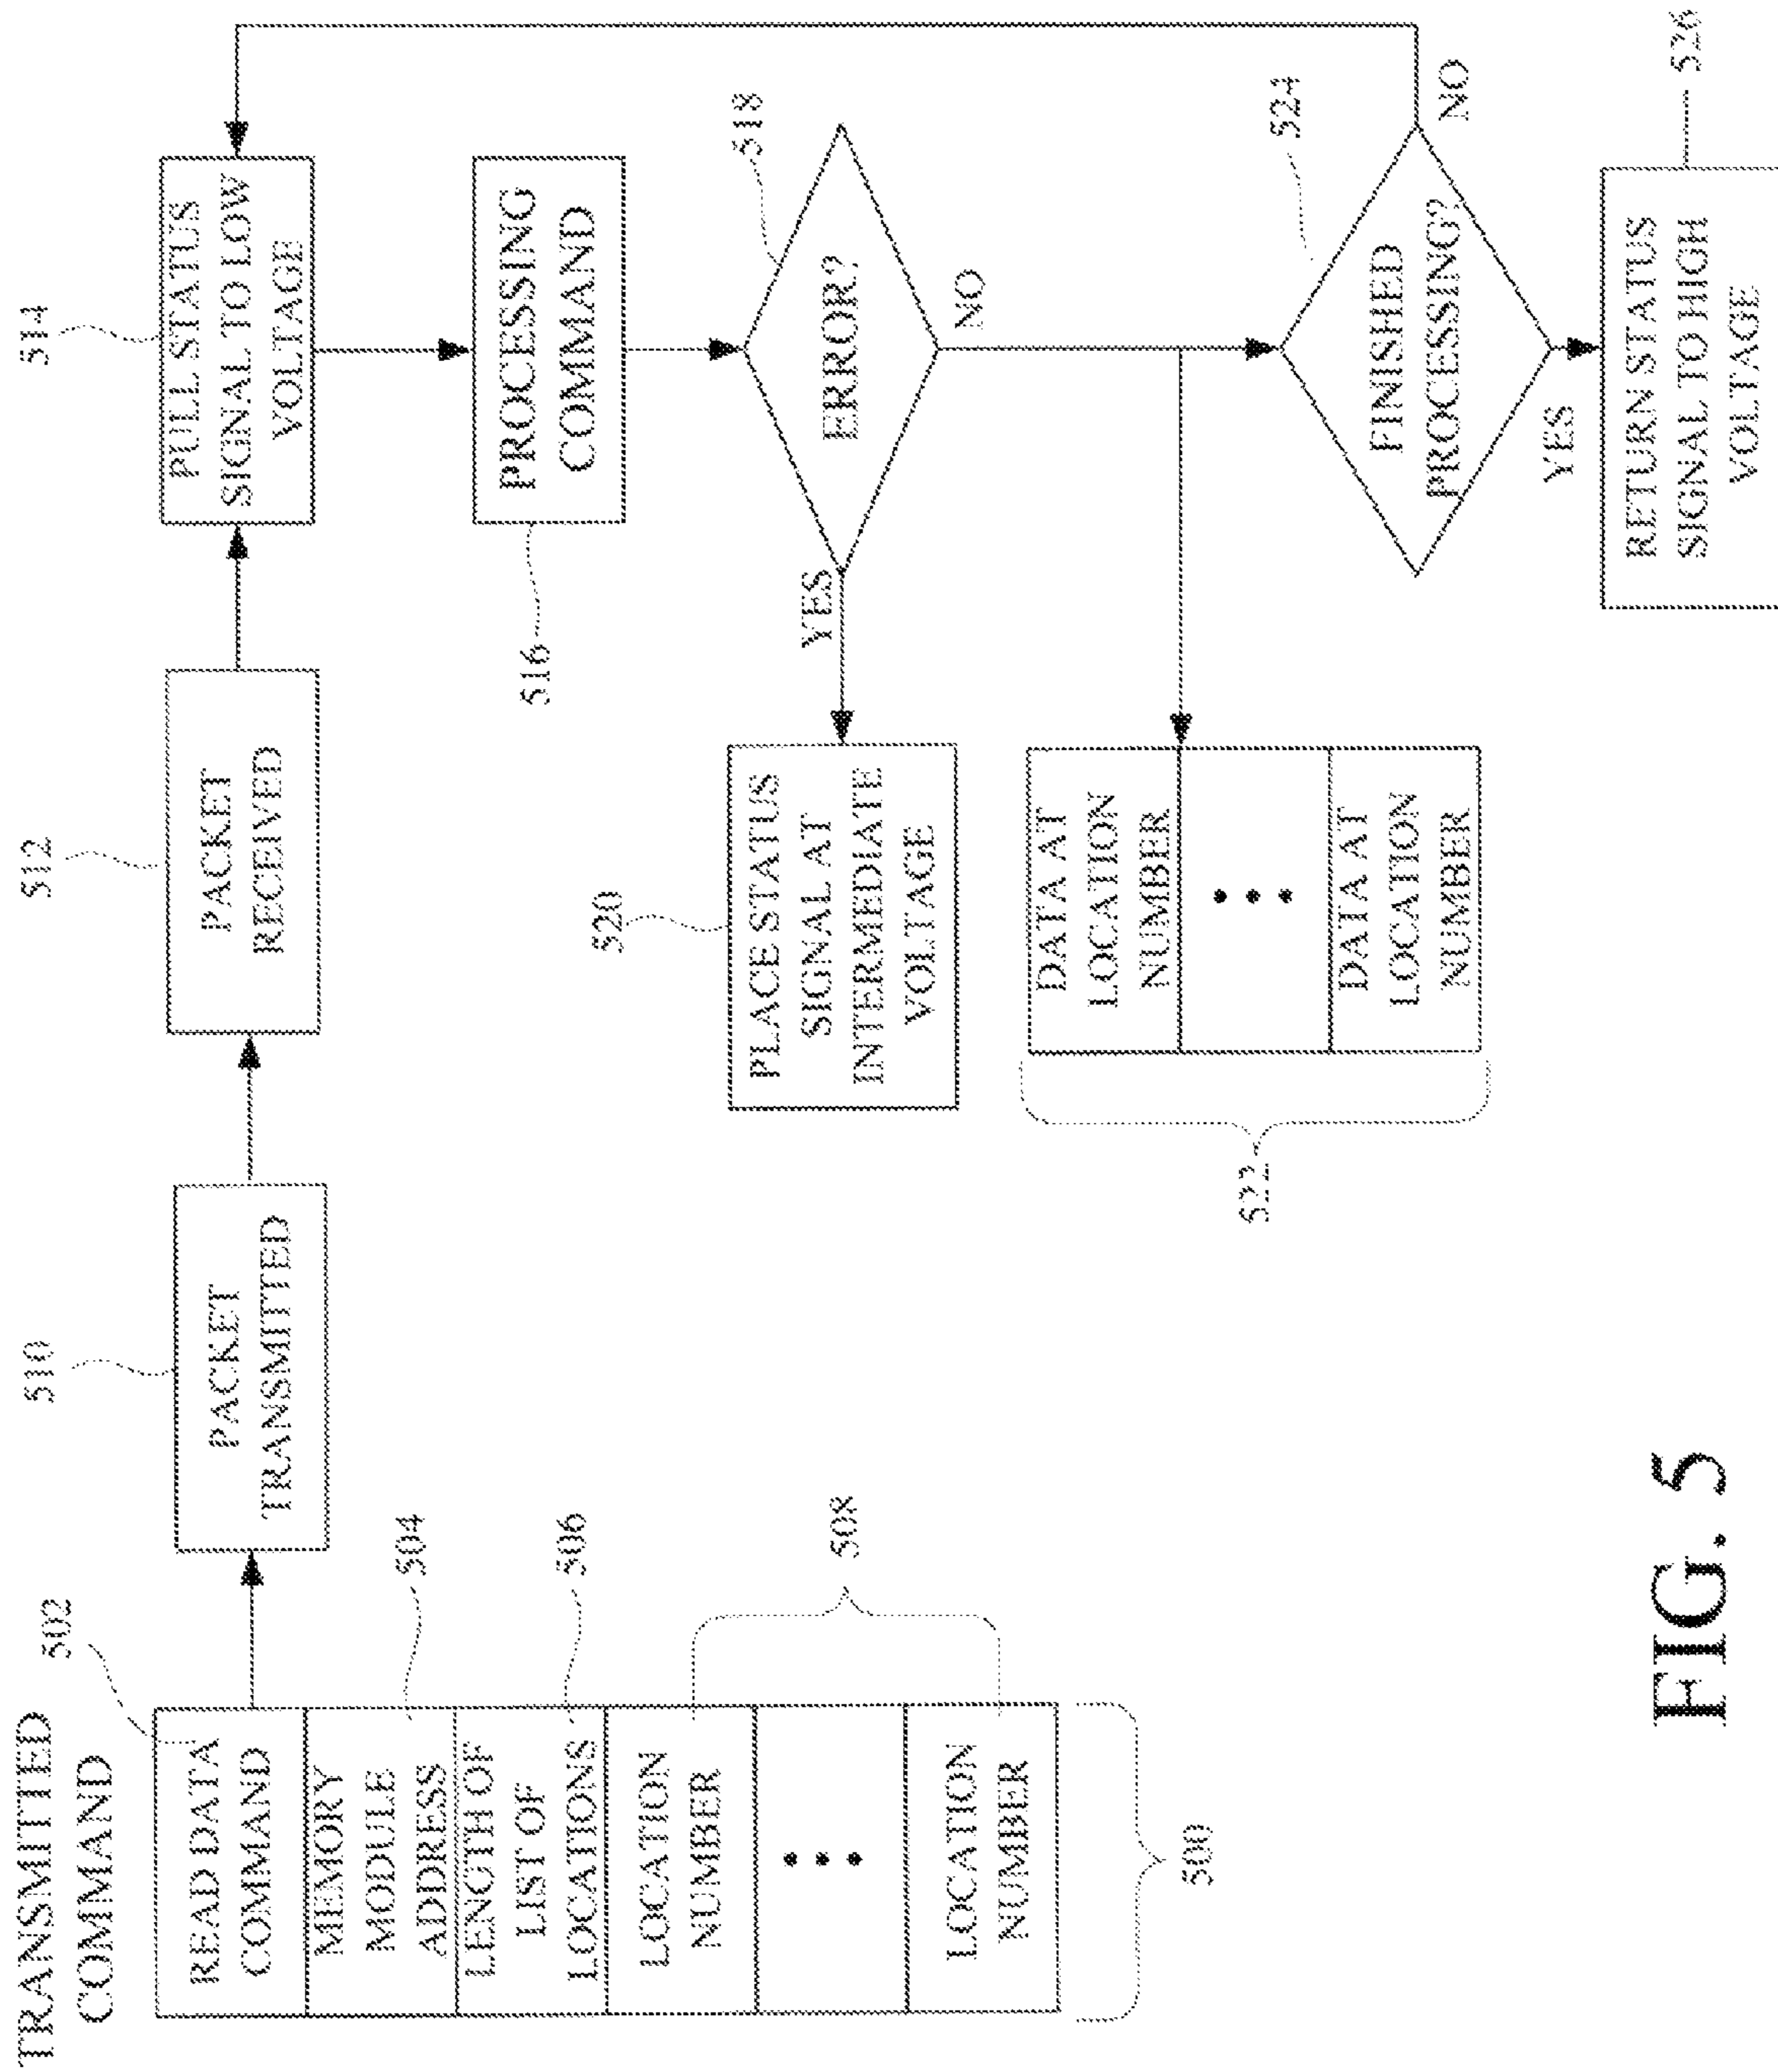 TRANSMITTED
COMMAND
502
READ DATA
COMMAND
MEMORY
MODULE
ADDRESS
504
LENGTH OF
LIST OF
LOCATIONS
506
LOCATION
NUMBER
LOCATION
NUMBER
508
500
510
PACKET
TRANSMITTED
512
PACKET
RECEIVED
514
PULL STATUS
SIGNAL TO LOW
VOLTAGE
516
PROCESSING
COMMAND
518
ERROR?
YES
NO
520
PLACE STATUS
SIGNAL AT
INTERMEDIATE
VOLTAGE
522
DATA AT
LOCATION
NUMBER
DATA AT
LOCATION
NUMBER
524
FINISHED
PROCESSING?
NO
YES
526
RETURN STATUS
SIGNAL TO HIGH
VOLTAGE
FIG. 5